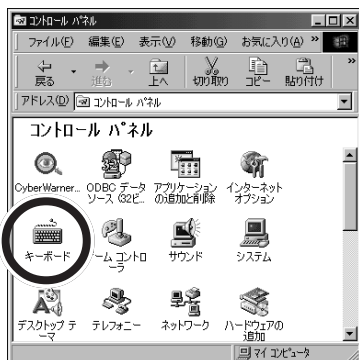 コントロール パネル
ファイル(F) 編集(E) 表示(V) 移動(G) お気に入り(A) »
戻る 進む 上へ 切り取り コピー 貼り付け »
アドレス(D) コントロール パネル
コントロール パネル
CyberWarner... ODBC データ ソース (32ビ... アプリケーション の追加と削除 インターネット オプション
キーボード ーム コントロ ーラ サウンド システム
デスクトップ テ ーマ テレフォニー ネットワーク ハードウェアの 追加
マイ コンピュータ